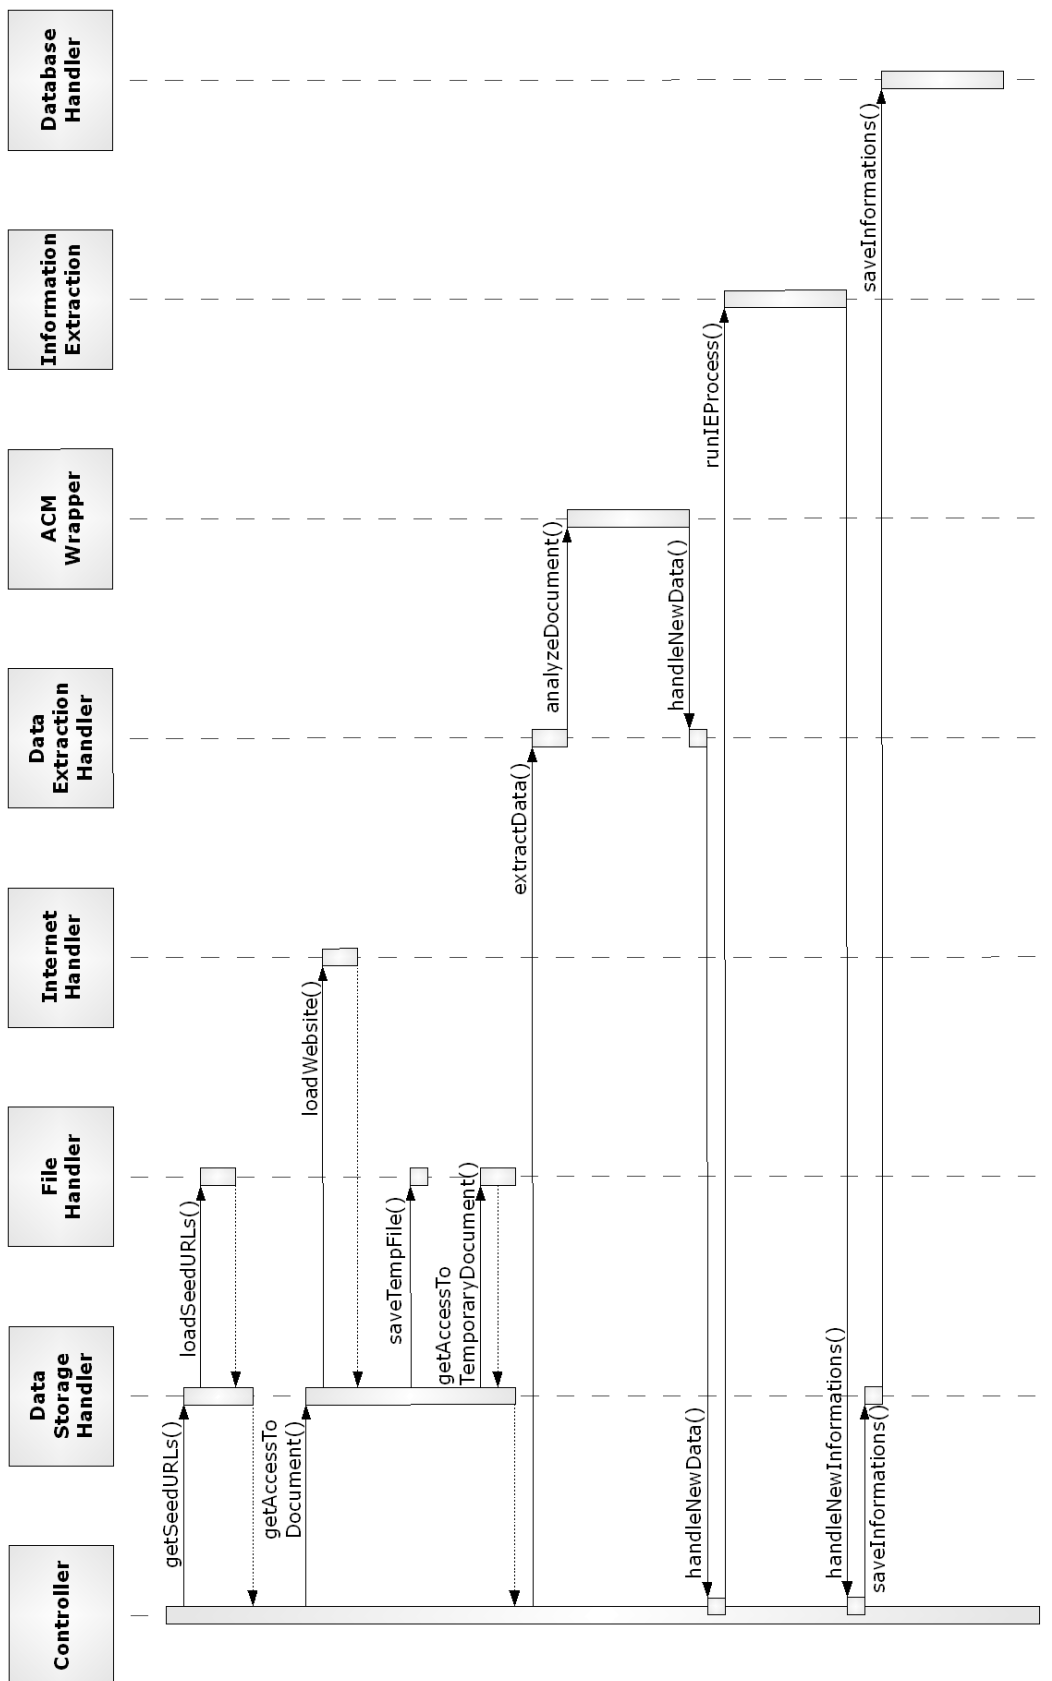 Controller
Data
Storage
Handler
File
Handler
Internet
Handler
Data
Extraction
Handler
ACM
Wrapper
Information
Extraction
Database
Handler
getSeedURLs()
loadSeedURLs()
getAccessTo
Document()
loadWebsite()
saveTempFile()
getAccessTo
TemporaryDocument()
extractData()
analyzeDocument()
handleNewData()
handleNewData()
runIEProcess()
handleNewInformations()
saveInformations()
saveInformations()